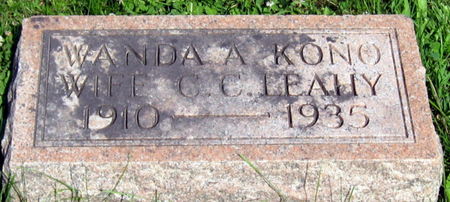 WANDA A KONO
WIFE C. C. LEAHY
1910 — 1935